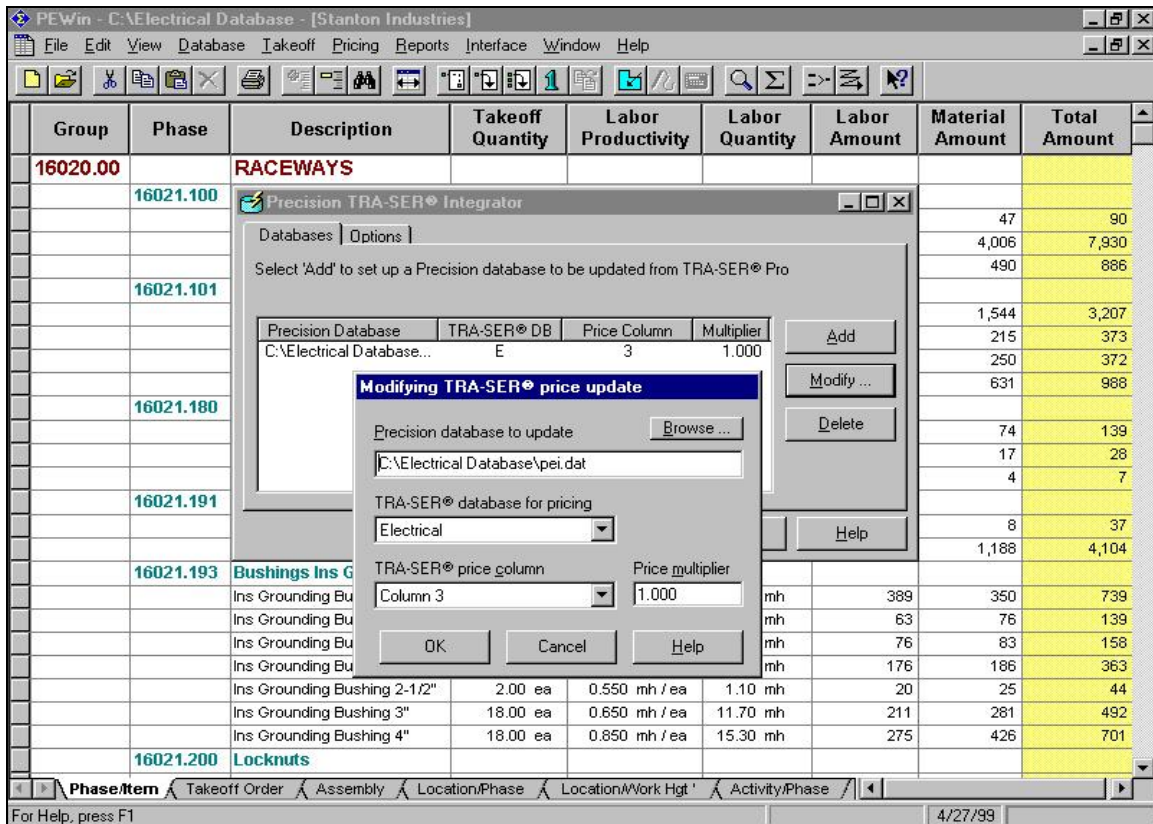 PEWin - C:\Electrical Database - [Stanton Industries]
File Edit View Database Takeoff Pricing Reports Interface Window Help
Group Phase Description Takeoff Quantity Labor Productivity Labor Quantity Labor Amount Material Amount Total Amount
16020.00 RACEWAYS
16021.100
47 90
4,006 7,930
490 886
16021.101
1,544 3,207
215 373
250 372
631 988
16021.180
74 139
17 28
4 7
16021.191
8 37
1,188 4,104
16021.193 Bushings Ins G
Ins Grounding Bu mh 389 350 739
Ins Grounding Bu mh 63 76 139
Ins Grounding Bu mh 76 83 158
Ins Grounding Bu mh 176 186 363
Ins Grounding Bushing 2-1/2" 2.00 ea 0.550 mh / ea 1.10 mh 20 25 44
Ins Grounding Bushing 3" 18.00 ea 0.650 mh / ea 11.70 mh 211 281 492
Ins Grounding Bushing 4" 18.00 ea 0.850 mh / ea 15.30 mh 275 426 701
16021.200 Locknuts
Precision TRA-SER® Integrator
Databases Options
Select 'Add' to set up a Precision database to be updated from TRA-SER® Pro
Precision Database TRA-SER® DB Price Column Multiplier
C:\Electrical Database... E 3 1.000
Add
Modify ...
Delete
Help
Modifying TRA-SER® price update
Precision database to update Browse ...
C:\Electrical Database\pei.dat
TRA-SER® database for pricing
Electrical
TRA-SER® price column Price multiplier
Column 3 1.000
OK Cancel Help
Phase/Item Takeoff Order Assembly Location/Phase Location/Work Hgt ' Activity/Phase
For Help, press F1 4/27/99